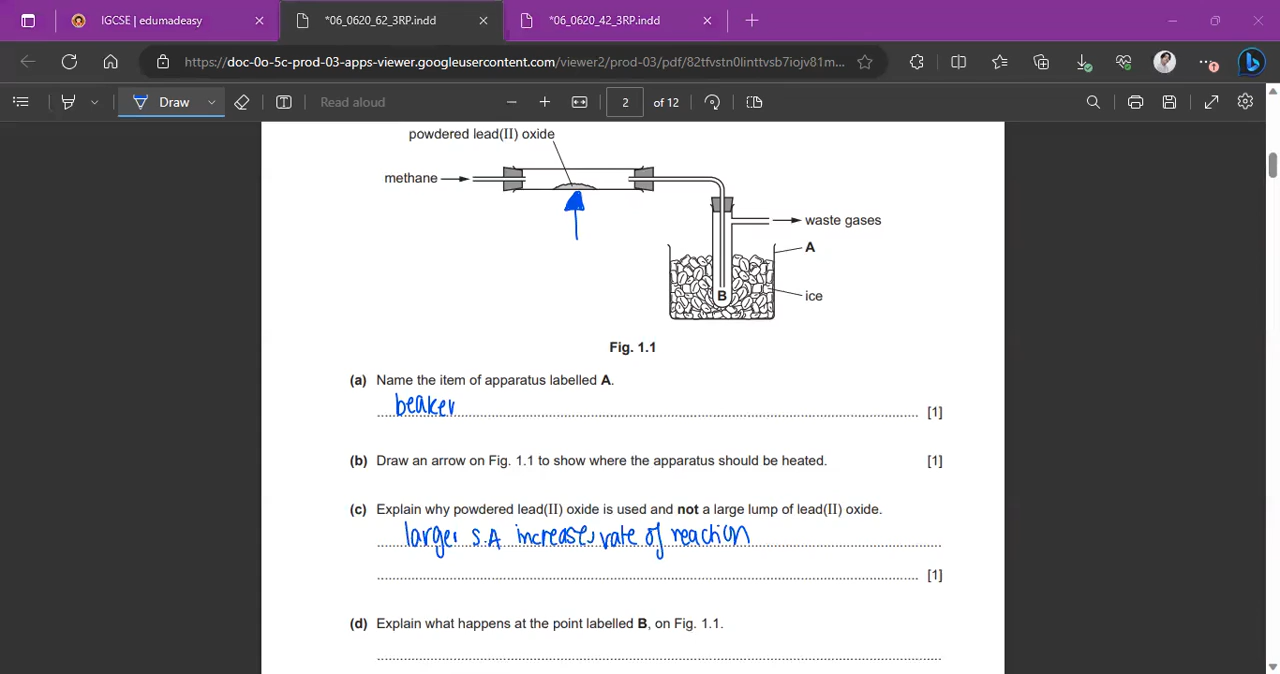 IGCSE | edumadeasy
*06_0620_62_3RP.indd
*06_0620_42_3RP.indd
https://doc-0o-5c-prod-03-apps-viewer.googleusercontent.com/viewer2/prod-03/pdf/82tfvstn0linttvsb7iojv81m...
Draw
Read aloud
2 of 12
powdered lead(II) oxide
methane
waste gases
A
B
ice
Fig. 1.1
(a) Name the item of apparatus labelled A.
beaker
[1]
(b) Draw an arrow on Fig. 1.1 to show where the apparatus should be heated. [1]
(c) Explain why powdered lead(II) oxide is used and not a large lump of lead(II) oxide.
larger S.A increases rate of reaction
[1]
(d) Explain what happens at the point labelled B, on Fig. 1.1.